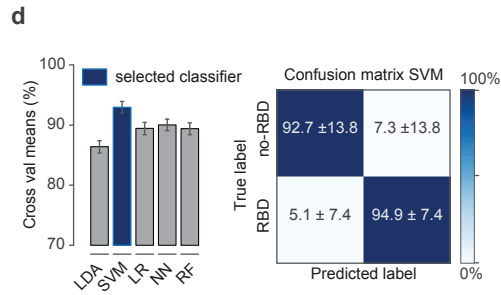 d
100
90
80
70
Cross val means (%)
selected classifier
LDA
SVM
LR
NN
RF
Confusion matrix SVM
True label
no-RBD
RBD
92.7 ±13.8
7.3 ±13.8
5.1 ± 7.4
94.9 ± 7.4
Predicted label
100%
0%